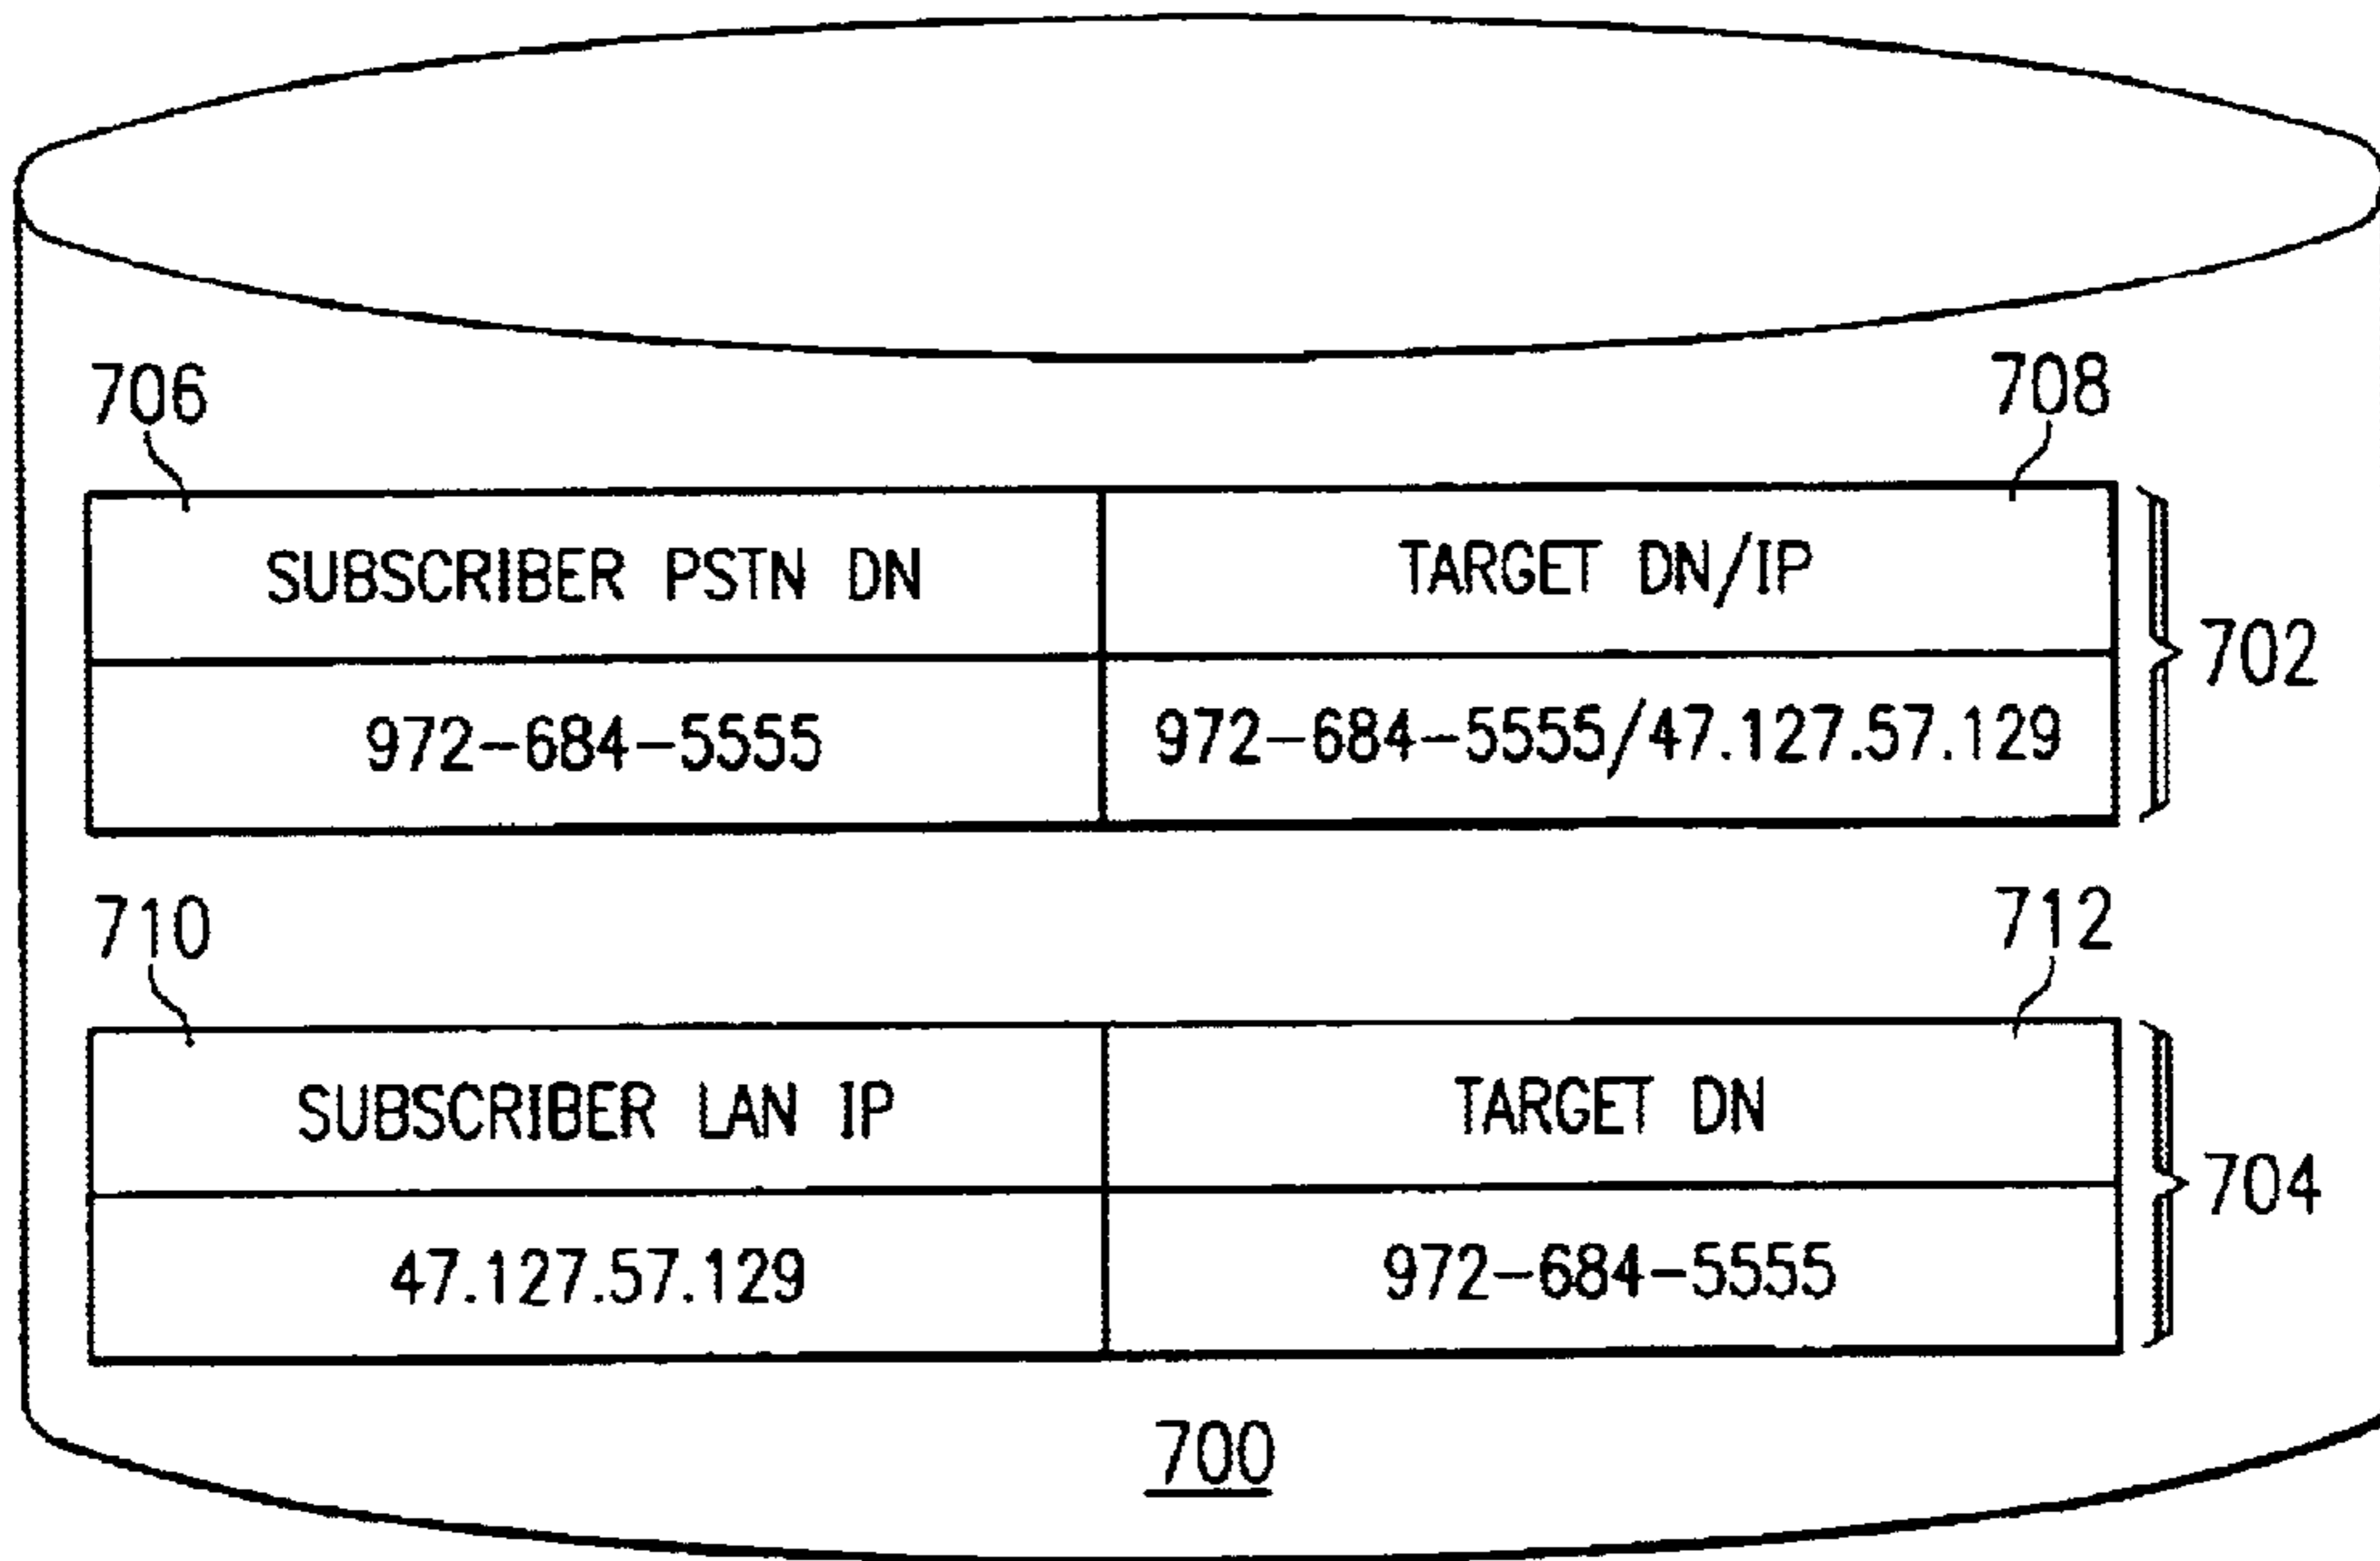 706
708
SUBSCRIBER PSTN DN
TARGET DN/IP
702
972-684-5555
972-684-5555/47.127.57.129
710
712
SUBSCRIBER LAN IP
TARGET DN
704
47.127.57.129
972-684-5555
700